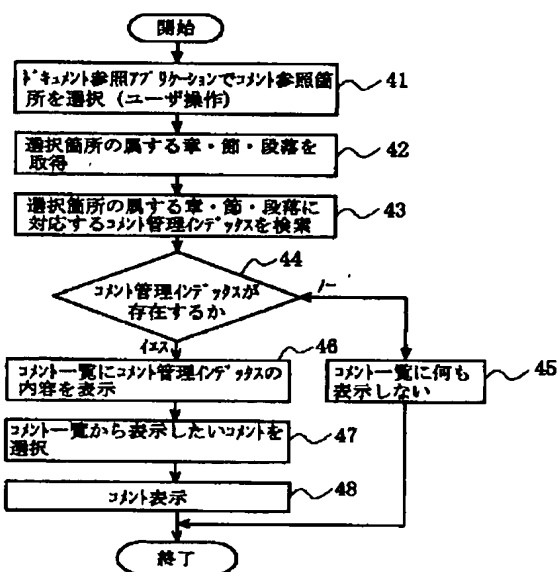 開始
ドキュメント参照アプリケーションでコメント参照箇
所を選択（ユーザ操作）
41
選択箇所の属する章・節・段落を
取得
42
選択箇所の属する章・節・段落に
対応するコメント管理インデックスを検索
43
44
コメント管理インデックスが
存在するか
ノー
イエス
46
コメント一覧にコメント管理インデックスの
内容を表示
コメント一覧に何も
表示しない
45
コメント一覧から表示したいコメントを
選択
47
コメント表示
48
終了